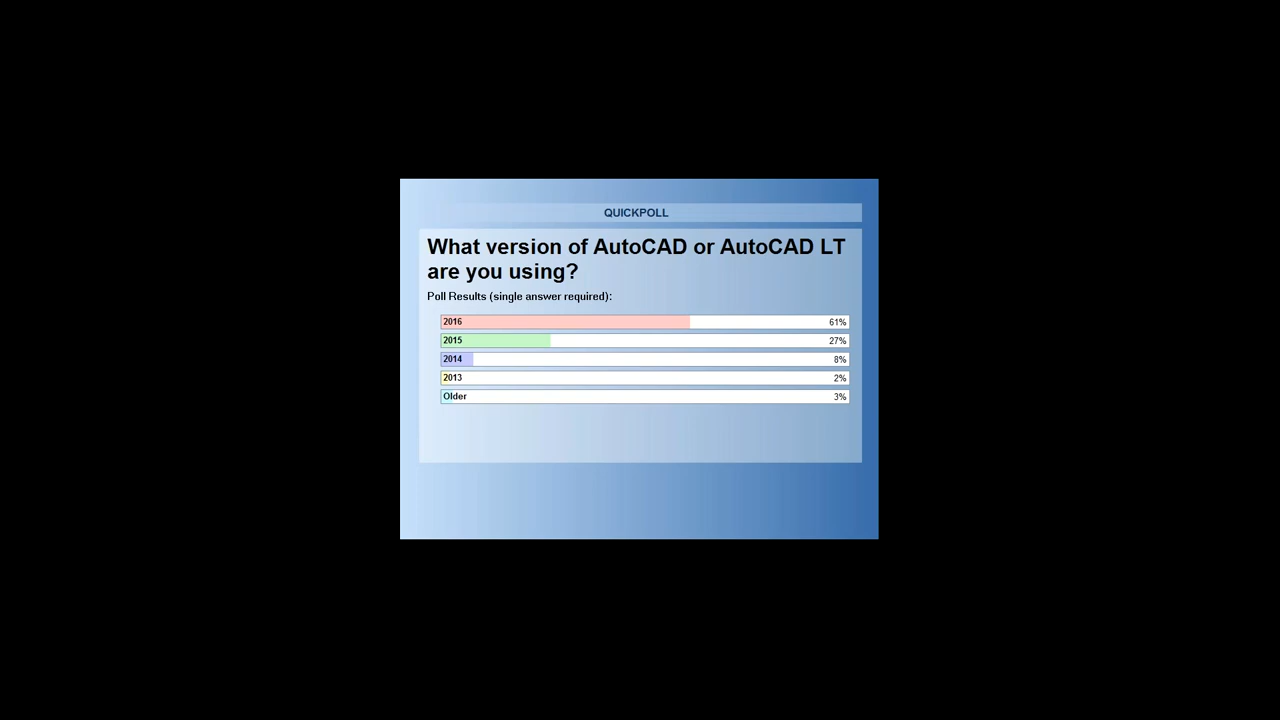 QUICKPOLL
What version of AutoCAD or AutoCAD LT
are you using?
Poll Results (single answer required):
2016 61%
2015 27%
2014 8%
2013 2%
Older 3%